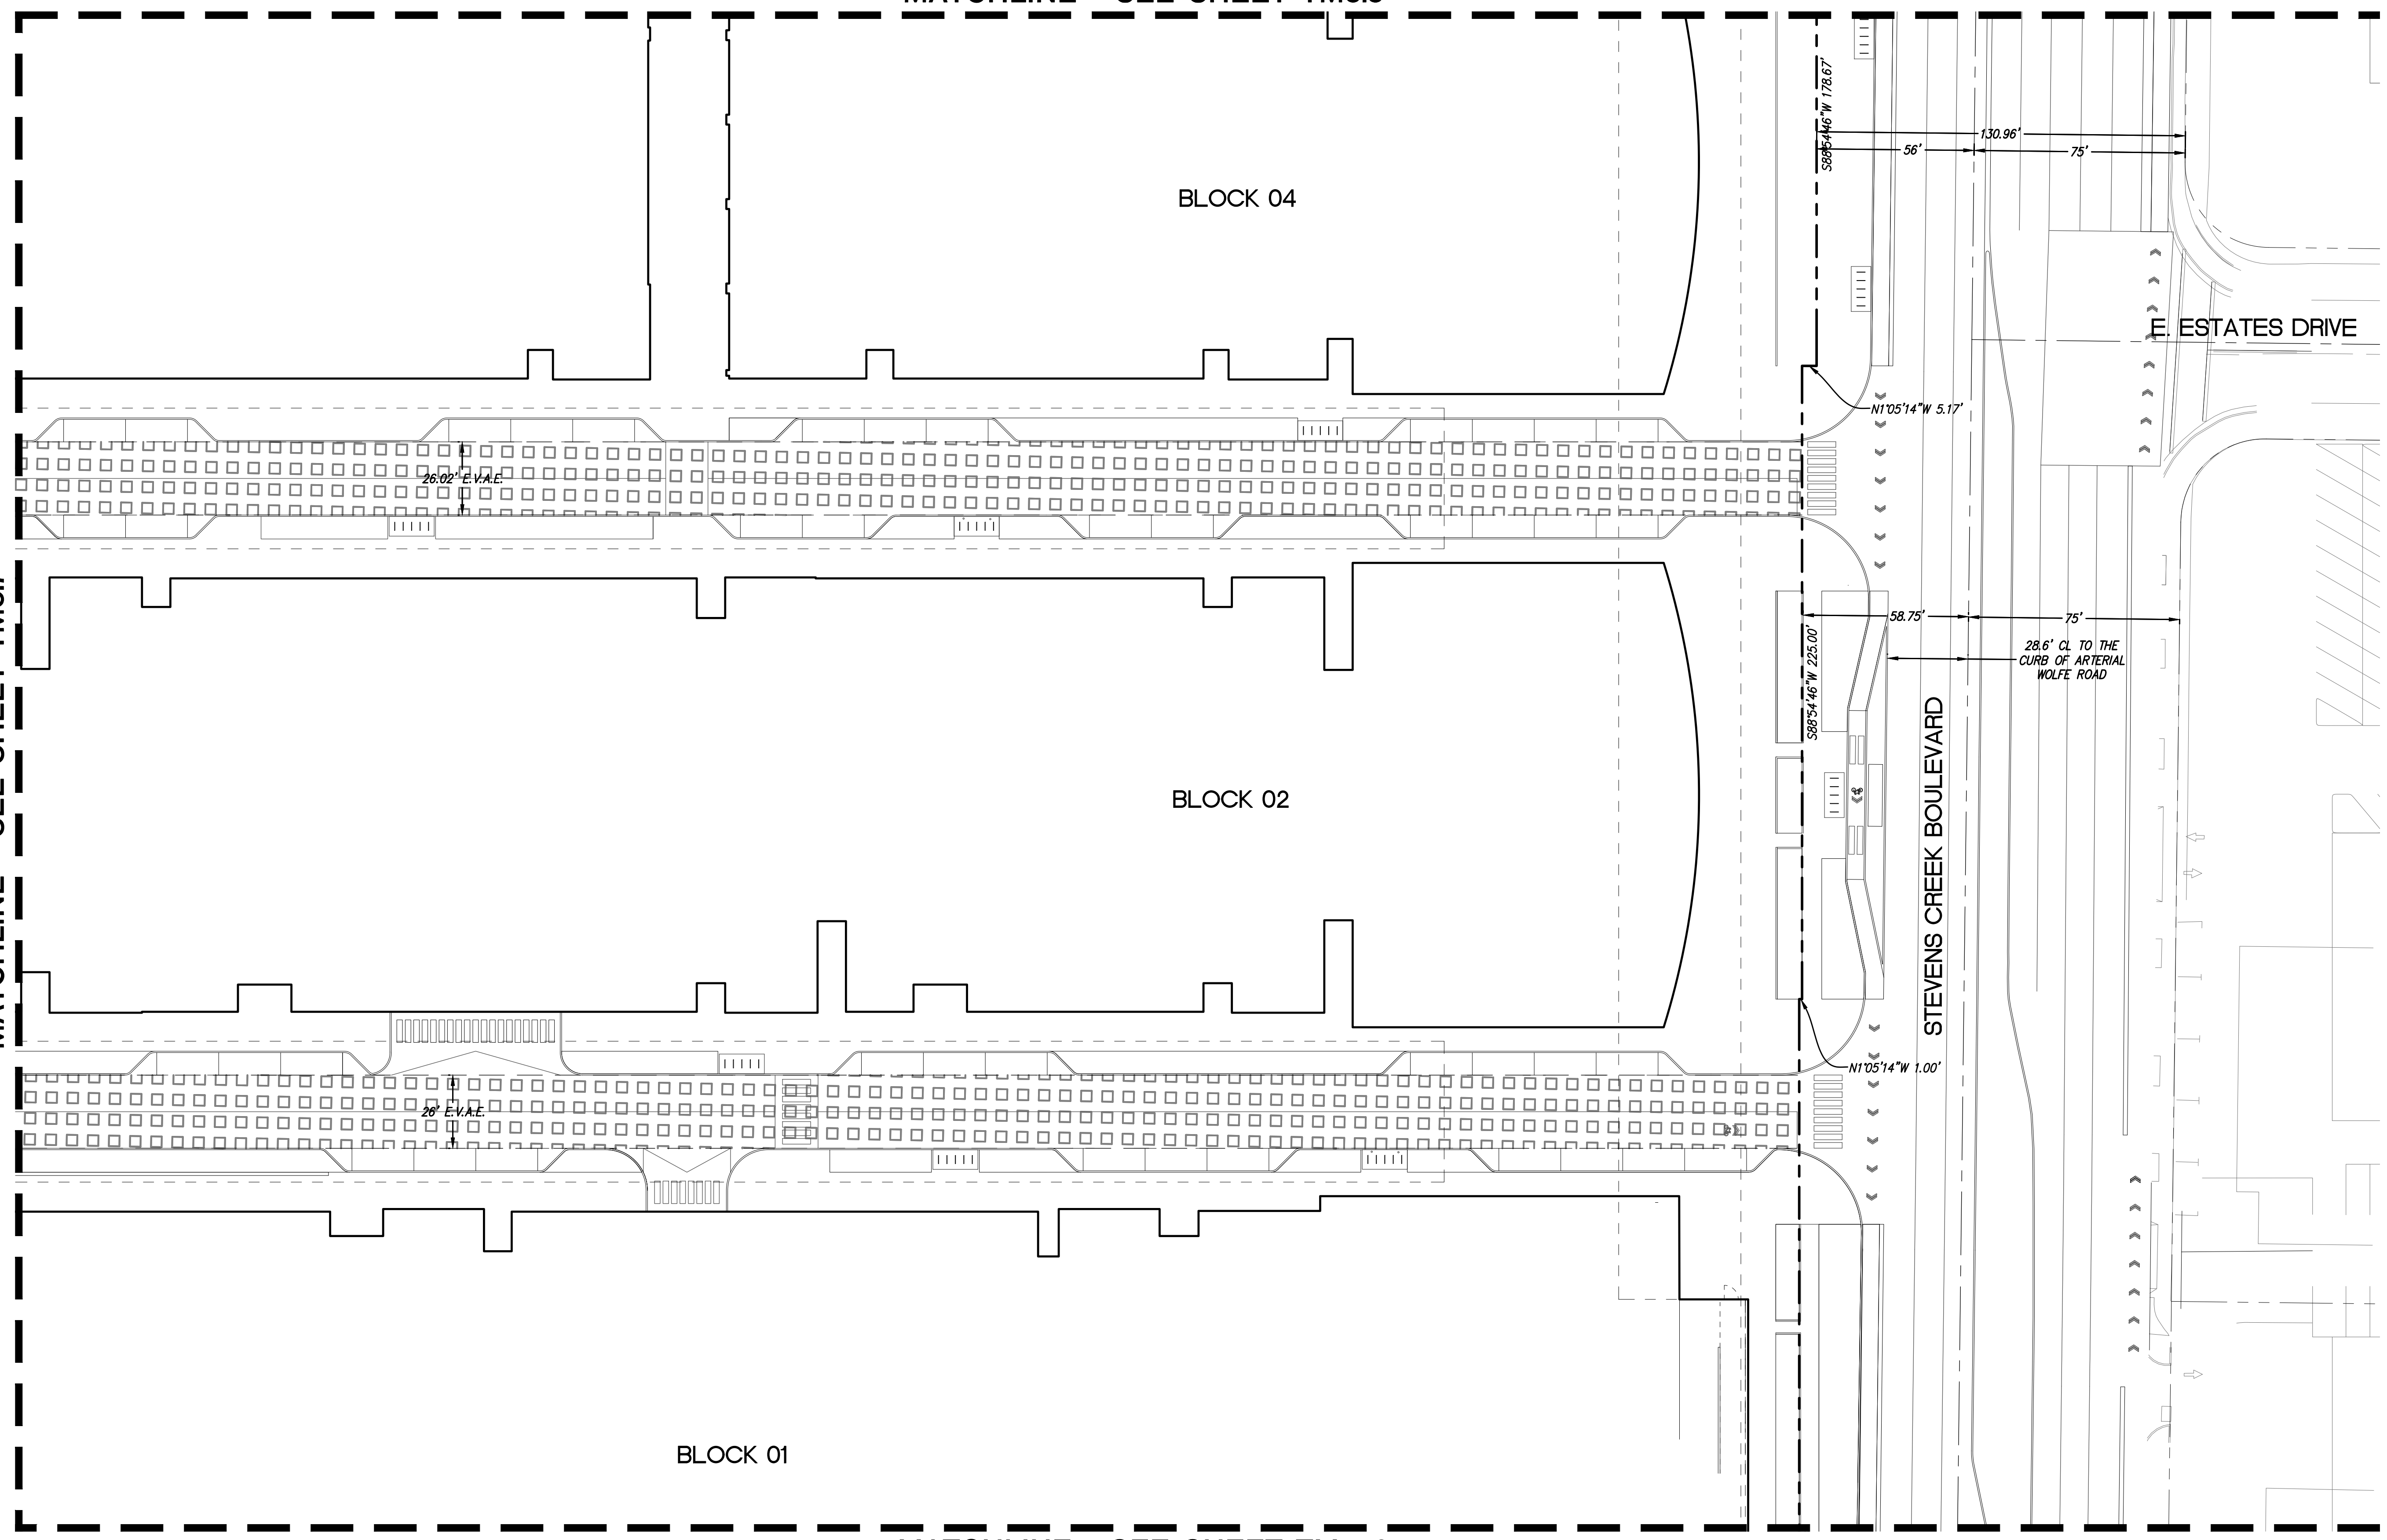 S88°54'46"W 178.67'
130.96'
56'
75'
BLOCK 04
E. ESTATES DRIVE
N1°05'14"W 5.17'
26.02' E.V.A.E.
58.75'
75'
S88°54'46"W 225.00'
28.6' CL TO THE
CURB OF ARTERIAL
WOLFE ROAD
BLOCK 02
STEVENS CREEK BOULEVARD
N1°05'14"W 1.00'
26' E.V.A.E.
BLOCK 01